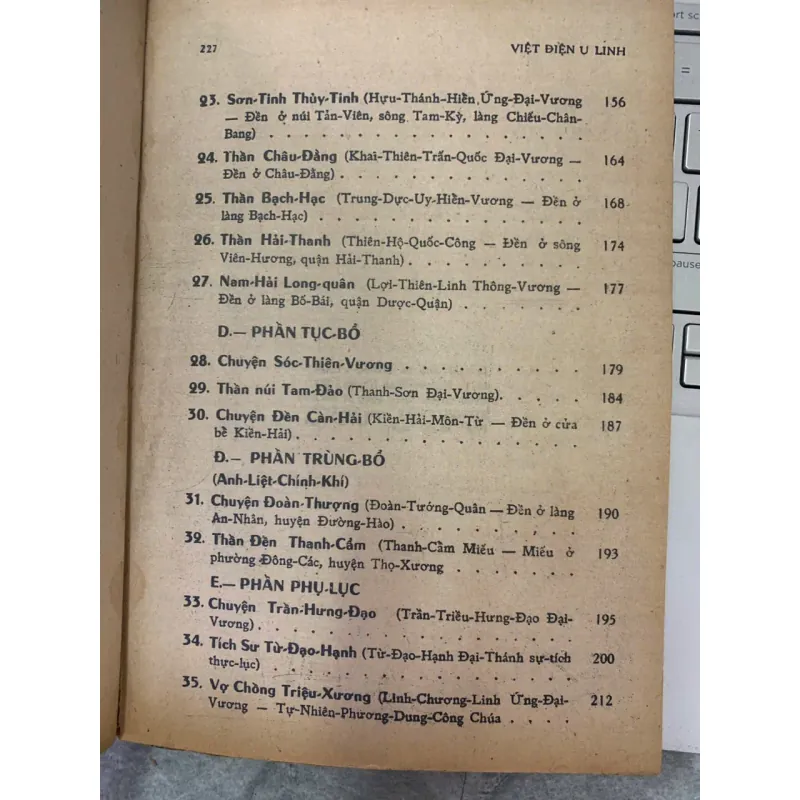 227 VIỆT ĐIỆN U LINH
23. Sơn-Tinh Thủy-Tinh (Hựu-Thánh-Hiển Ứng-Đại-Vương
— Đền ở núi Tản-Viên, sông Tam-Kỳ, làng Chiểu-Chân-
Bang) . . . . . . . . . . . . . . . . 156
24. Thần Châu-Đằng (Khai-Thiên-Trấn-Quốc Đại-Vương —
Đền ở Châu-Đằng) . . . . . . . . . . . . . 164
25. Thần Bạch-Hạc (Trung-Dực-Uy-Hiển-Vương — Đền ở
làng Bạch-Hạc) . . . . . . . . . . . . . 168
26. Thần Hải-Thanh (Thiên-Hộ-Quốc-Công — Đền ở sông
Viên-Hương, quận Hải-Thanh) . . . . . . . . . 174
27. Nam-Hải Long-quân (Lợi-Thiên-Linh Thông-Vương —
Đền ở làng Bố-Bái, quận Dược-Quận) . . . . . . 177
D.— PHẦN TỤC-BỔ
28. Chuyện Sóc-Thiên-Vương . . . . . . . . . 179
29. Thần núi Tam-Đảo (Thanh-Sơn Đại-Vương). . . . . 184
30. Chuyện Đền Càn-Hải (Kiền-Hải-Môn-Từ — Đền ở cửa
bể Kiền-Hải) . . . . . . . . . . . . . . 187
Đ.— PHẦN TRÙNG-BỔ
(Anh-Liệt-Chính-Khí)
31. Chuyện Đoàn-Thượng (Đoàn-Tướng-Quân — Đền ở làng
An-Nhân, huyện Đường-Hào) . . . . . . . . . 190
32. Thần Đền Thanh-Cẩm (Thanh-Cẩm Miếu — Miếu ở
phường Đông-Các, huyện Thọ-Xương . . . . . . 193
E.— PHẦN PHỤ-LỤC
33. Chuyện Trần-Hưng-Đạo (Trần-Triều-Hưng-Đạo Đại-
Vương) . . . . . . . . . . . . . . . . 195
34. Tích Sư Từ-Đạo-Hạnh (Từ-Đạo-Hạnh Đại-Thánh sự-tích
thực-lục) . . . . . . . . . . . . . . . 200
35. Vợ Chồng Triệu-Xương (Linh-Chương-Linh Ứng-Đại-
Vương — Tự-Nhiên-Phương-Dung-Công Chúa . . . . 212
=
pause